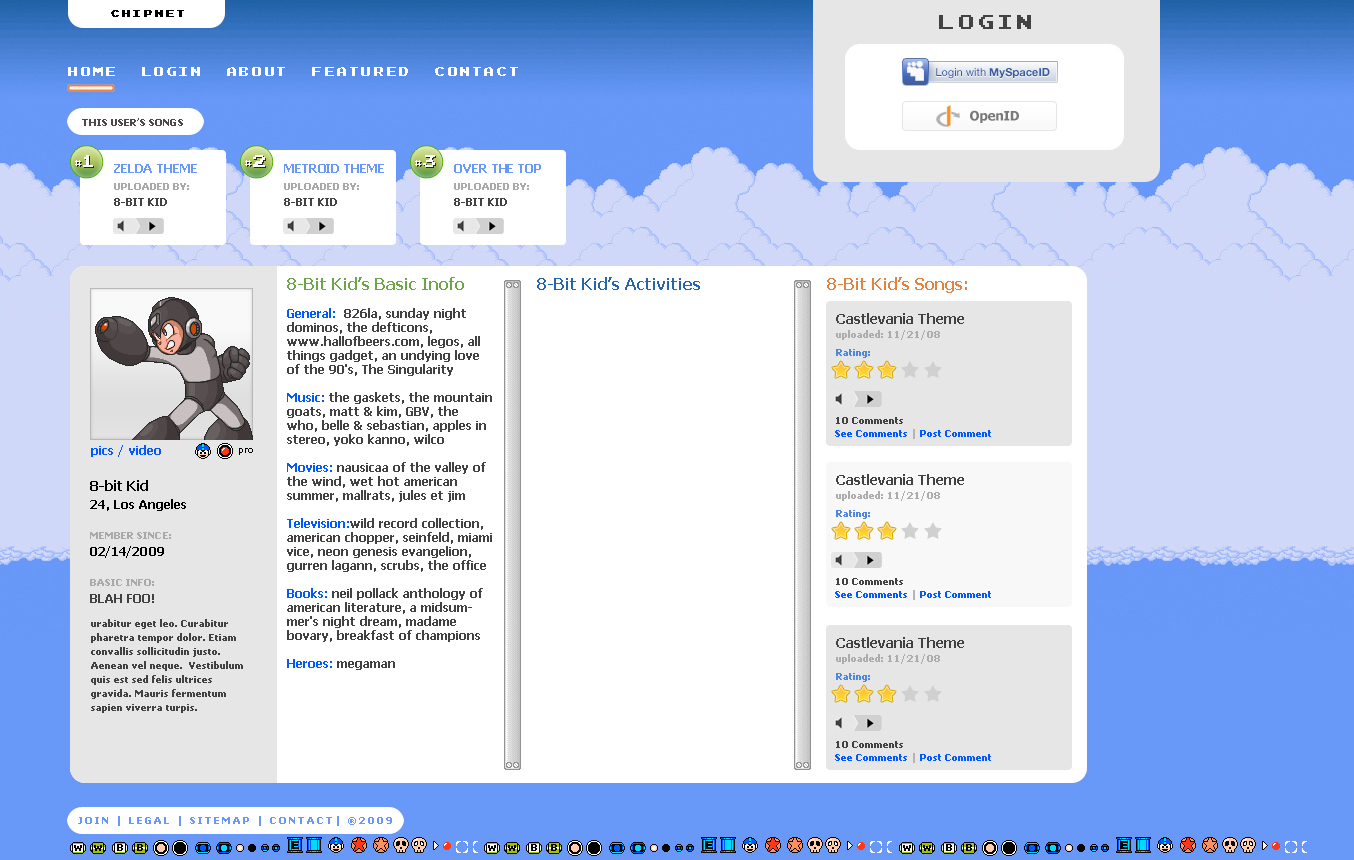 CHIPNET
LOGIN
HOME LOGIN ABOUT FEATURED CONTACT
Login with MySpaceID
OpenID
THIS USER'S SONGS
#1 ZELDA THEME
UPLOADED BY:
8-BIT KID
#2 METROID THEME
UPLOADED BY:
8-BIT KID
#3 OVER THE TOP
UPLOADED BY:
8-BIT KID
pics / video pro
8-bit Kid
24, Los Angeles
MEMBER SINCE:
02/14/2009
BASIC INFO:
BLAH FOO!
urabitur eget leo. Curabitur
pharetra tempor dolor. Etiam
convallis sollicitudin justo.
Aenean vel neque. Vestibulum
quis est sed felis ultrices
gravida. Mauris fermentum
sapien viverra turpis.
8-Bit Kid's Basic Inofo
General: 826la, sunday night
dominos, the defticons,
www.hallofbeers.com, legos, all
things gadget, an undying love
of the 90's, The Singularity
Music: the gaskets, the mountain
goats, matt & kim, GBV, the
who, belle & sebastian, apples in
stereo, yoko kanno, wilco
Movies: nausicaa of the valley of
the wind, wet hot american
summer, mallrats, jules et jim
Television:wild record collection,
american chopper, seinfeld, miami
vice, neon genesis evangelion,
gurren lagann, scrubs, the office
Books: neil pollack anthology of
american literature, a midsum-
mer's night dream, madame
bovary, breakfast of champions
Heroes: megaman
8-Bit Kid's Activities
8-Bit Kid's Songs:
Castlevania Theme
uploaded: 11/21/08
Rating:
10 Comments
See Comments | Post Comment
Castlevania Theme
uploaded: 11/21/08
Rating:
10 Comments
See Comments | Post Comment
Castlevania Theme
uploaded: 11/21/08
Rating:
10 Comments
See Comments | Post Comment
JOIN | LEGAL | SITEMAP | CONTACT| ©2009
W W B B E W W B B E W W B B E